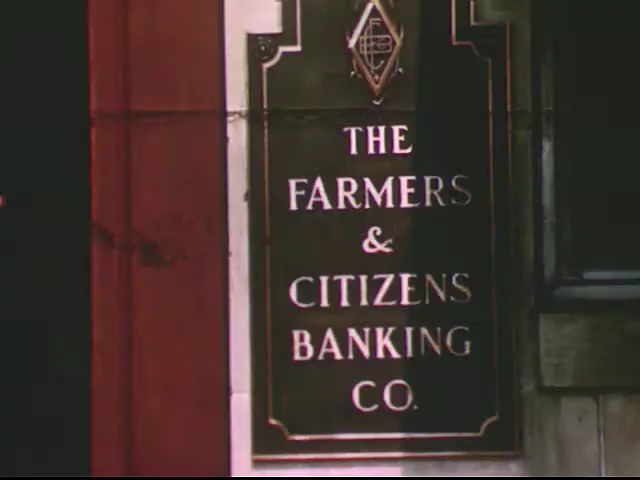 THE
FARMERS
&
CITIZENS
BANKING
CO.